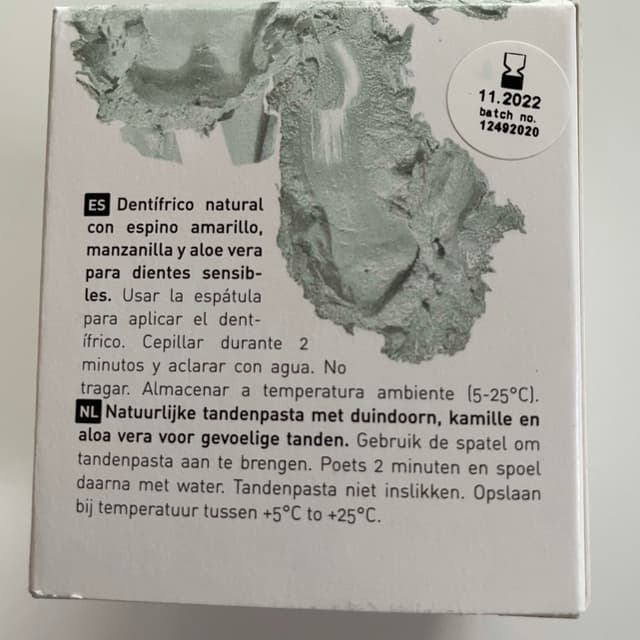 11.2022
batch no.
12492020
ES Dentífrico natural
con espino amarillo,
manzanilla y aloe vera
para dientes sensib-
les. Usar la espátula
para aplicar el dent-
ífrico. Cepillar durante 2
minutos y aclarar con agua. No
tragar. Almacenar a temperatura ambiente (5-25°C).
NL Natuurlijke tandenpasta met duindoorn, kamille en
aloe vera voor gevoelige tanden. Gebruik de spatel om
tandenpasta aan te brengen. Poets 2 minuten en spoel
daarna met water. Tandenpasta niet inslikken. Opslaan
bij temperatuur tussen +5°C to +25°C.